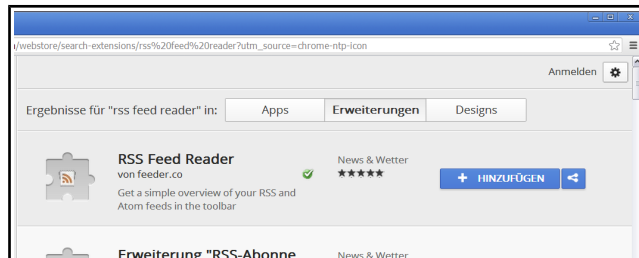 /webstore/search-extensions/rss%20feed%20reader?utm_source=chrome-ntp-icon
Anmelden
Ergebnisse für "rss feed reader" in: Apps Erweiterungen Designs
RSS Feed Reader News & Wetter
von feeder.co
+ HINZUFÜGEN
Get a simple overview of your RSS and
Atom feeds in the toolbar
Erweiterung "RSS-Abonne News & Wetter